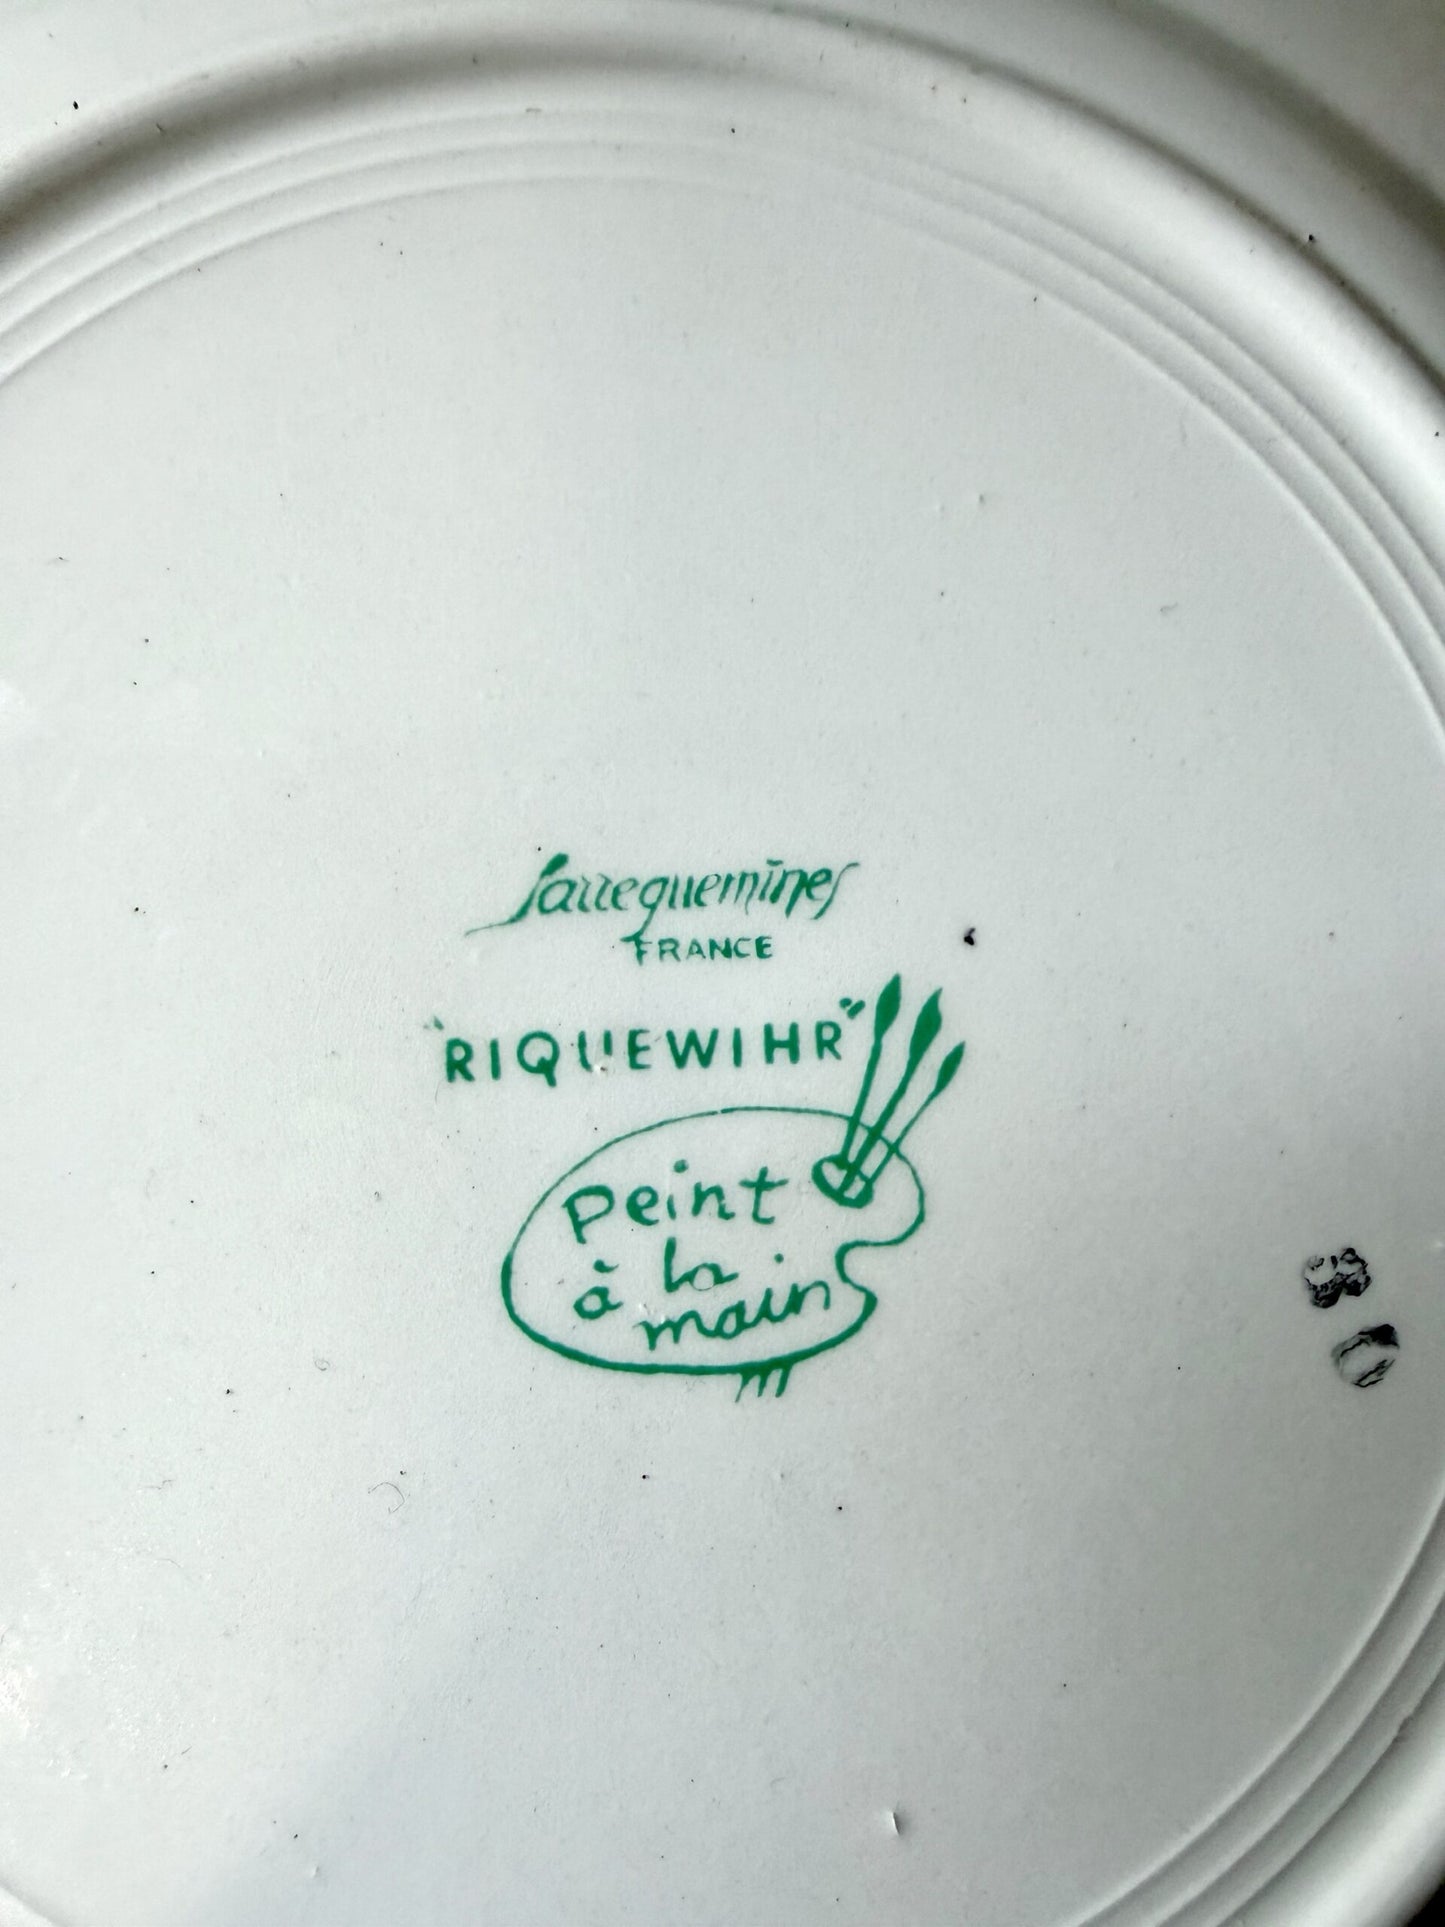 Sarreguemines
FRANCE
"RIQUEWIHR"
Peint
à la
main